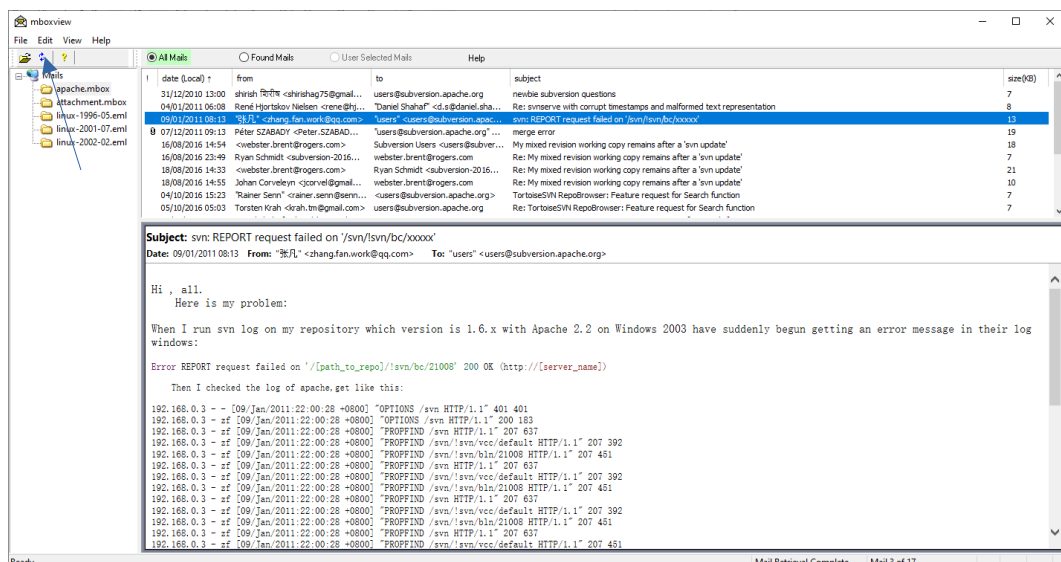 mboxview
File Edit View Help
All Mails Found Mails User Selected Mails Help
Mails
apache.mbox
attachment.mbox
linux-1996-05.eml
linux-2001-07.eml
linux-2002-02.eml
! date (Local) ↑ from to subject size(KB)
31/12/2010 13:00 shirish शिरीष <shirishag75@gmail... users@subversion.apache.org newbie subversion questions 7
04/01/2011 06:08 René Hjortskov Nielsen <rene@hj... "Daniel Shahaf" <d.s@daniel.sha... Re: svnserve with corrupt timestamps and malformed text representation 8
09/01/2011 08:13 "张凡" <zhang.fan.work@qq.com> "users" <users@subversion.apac... svn: REPORT request failed on '/svn/!svn/bc/xxxxx' 13
07/12/2011 09:13 Péter SZABADY <Peter.SZABAD... "users@subversion.apache.org" ... merge error 19
16/08/2016 14:54 <webster.brent@rogers.com> Subversion Users <users@subver... My mixed revision working copy remains after a 'svn update' 18
16/08/2016 23:49 Ryan Schmidt <subversion-2016... webster.brent@rogers.com Re: My mixed revision working copy remains after a 'svn update' 7
18/08/2016 14:33 <webster.brent@rogers.com> Ryan Schmidt <subversion-2016... Re: My mixed revision working copy remains after a 'svn update' 21
18/08/2016 14:55 Johan Corveleyn <jcorvel@gmail... webster.brent@rogers.com Re: My mixed revision working copy remains after a 'svn update' 10
04/10/2016 15:23 "Rainer Senn" <rainer.senn@senn... <users@subversion.apache.org> TortoiseSVN RepoBrowser: Feature request for Search function 7
05/10/2016 05:03 Torsten Krah <krah.tm@gmail.com> users@subversion.apache.org Re: TortoiseSVN RepoBrowser: Feature request for Search function 7
Subject: svn: REPORT request failed on '/svn/!svn/bc/xxxxx'
Date: 09/01/2011 08:13 From: "张凡" <zhang.fan.work@qq.com> To: "users" <users@subversion.apache.org>
Hi , all.
Here is my problem:
When I run svn log on my repository which version is 1.6.x with Apache 2.2 on Windows 2003 have suddenly begun getting an error message in their log
windows:
Error REPORT request failed on '/[path_to_repo]/!svn/bc/21008' 200 OK (http://[server_name])
Then I checked the log of apache,get like this:
192.168.0.3 - - [09/Jan/2011:22:00:28 +0800] "OPTIONS /svn HTTP/1.1" 401 401
192.168.0.3 - zf [09/Jan/2011:22:00:28 +0800] "OPTIONS /svn HTTP/1.1" 200 183
192.168.0.3 - zf [09/Jan/2011:22:00:28 +0800] "PROPFIND /svn HTTP/1.1" 207 637
192.168.0.3 - zf [09/Jan/2011:22:00:28 +0800] "PROPFIND /svn/!svn/vcc/default HTTP/1.1" 207 392
192.168.0.3 - zf [09/Jan/2011:22:00:28 +0800] "PROPFIND /svn/!svn/bln/21008 HTTP/1.1" 207 451
192.168.0.3 - zf [09/Jan/2011:22:00:28 +0800] "PROPFIND /svn HTTP/1.1" 207 637
192.168.0.3 - zf [09/Jan/2011:22:00:28 +0800] "PROPFIND /svn/!svn/vcc/default HTTP/1.1" 207 392
192.168.0.3 - zf [09/Jan/2011:22:00:28 +0800] "PROPFIND /svn/!svn/bln/21008 HTTP/1.1" 207 451
192.168.0.3 - zf [09/Jan/2011:22:00:28 +0800] "PROPFIND /svn HTTP/1.1" 207 637
192.168.0.3 - zf [09/Jan/2011:22:00:28 +0800] "PROPFIND /svn/!svn/vcc/default HTTP/1.1" 207 392
192.168.0.3 - zf [09/Jan/2011:22:00:28 +0800] "PROPFIND /svn/!svn/bln/21008 HTTP/1.1" 207 451
192.168.0.3 - zf [09/Jan/2011:22:00:28 +0800] "PROPFIND /svn HTTP/1.1" 207 637
192.168.0.3 - zf [09/Jan/2011:22:00:28 +0800] "PROPFIND /svn/!svn/vcc/default HTTP/1.1" 207 451
Ready Mail Retrieval Complete Mail 3 of 17